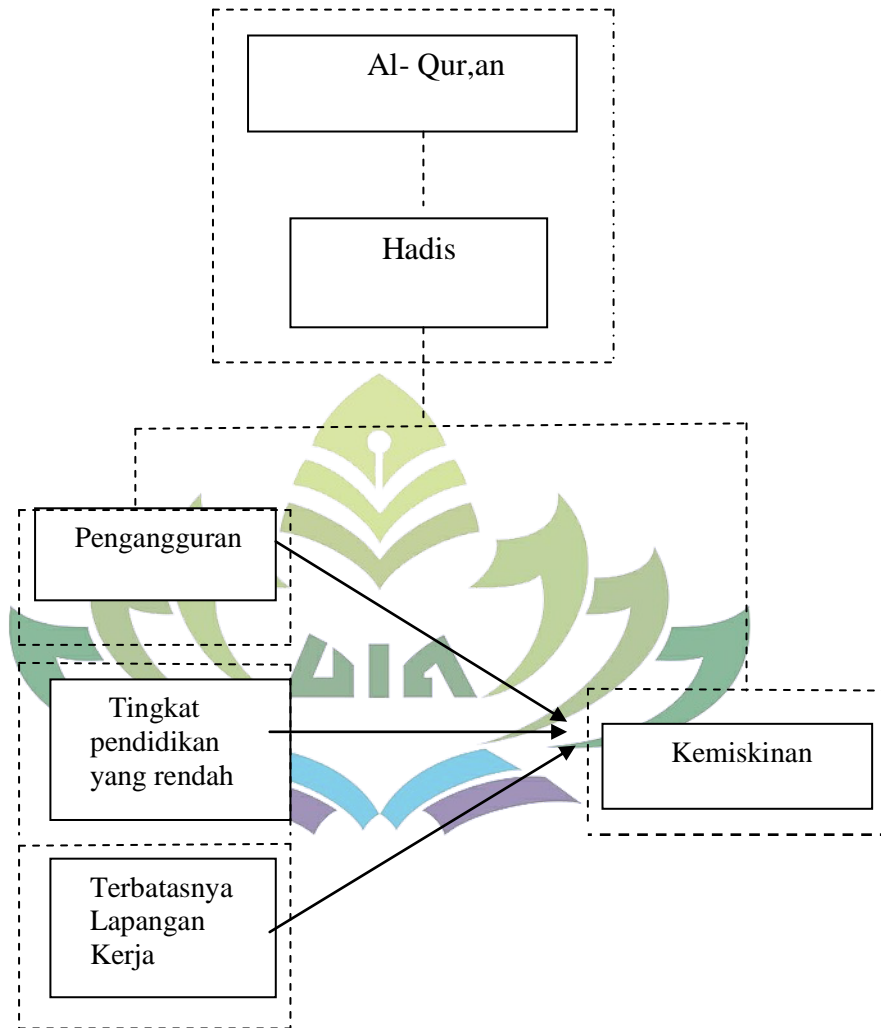 Al- Qur,an
Hadis
Pengangguran
Tingkat
pendidikan
yang rendah
Kemiskinan
Terbatasnya
Lapangan
Kerja